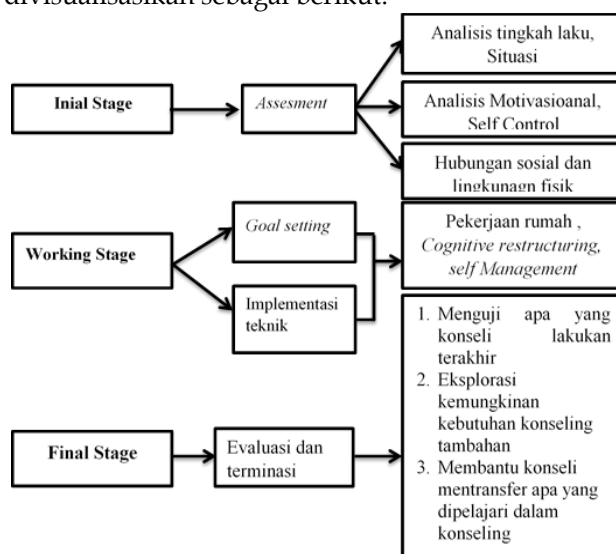 divisualisasikan sebagai berikut:
Analisis tingkah laku,
Situasi
Inial Stage
Assesment
Analisis Motivasioanal,
Self Control
Hubungan sosial dan
lingkunagn fisik
Goal setting
Working Stage
Implementasi
teknik
Pekerjaan rumah ,
Cognitive restructuring,
self Management
Final Stage
Evaluasi dan
terminasi
1. Menguji apa yang
konseli lakukan
terakhir
2. Eksplorasi
kemungkinan
kebutuhan konseling
tambahan
3. Membantu konseli
mentransfer apa yang
dipelajari dalam
konseling